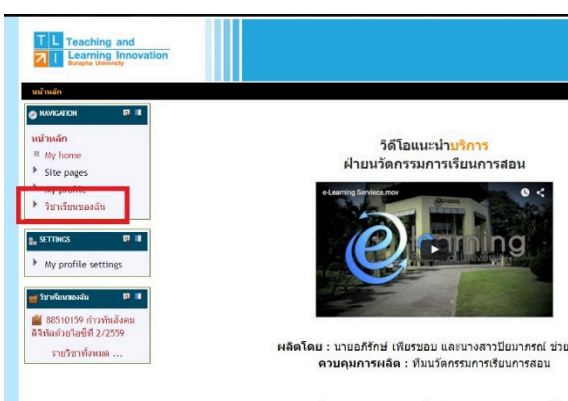 TL Teaching and
Learning Innovation
Burapha University
หน้าหลัก
NAVIGATION
หน้าหลัก
My home
Site pages
My profile
วิชาเรียนของฉัน
SETTINGS
My profile settings
วิชาเรียนของฉัน
88510159 ก้าวทันสังคม
ดิจิทัลด้วยไอซีที 2/2559
รายวิชาทั้งหมด ...
วิดีโอแนะนำบริการ
ฝ่ายนวัตกรรมการเรียนการสอน
e-Learning Servieca.mov
ผลิตโดย : นายอภิรักษ์ เพียรชอบ และนางสาวปิยมาภรณ์ ช่วย
ควบคุมการผลิต : ทีมนวัตกรรมการเรียนการสอน